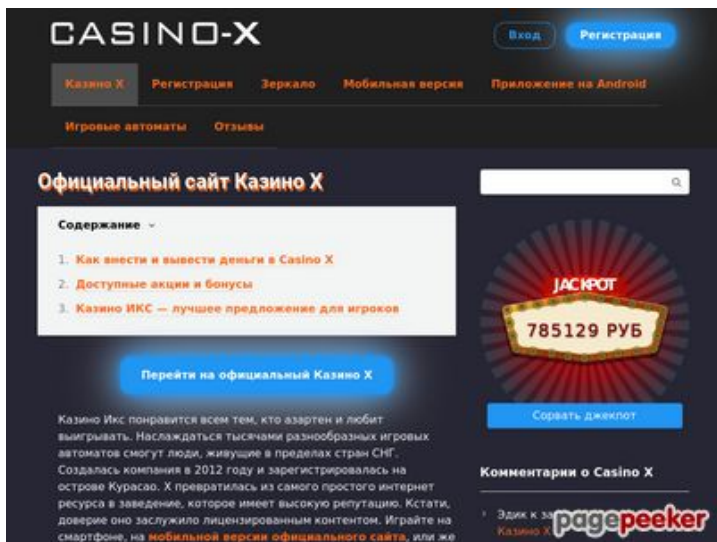 CASINO-X
Вход
Регистрация
Казино X
Регистрация
Зеркало
Мобильная версия
Приложение на Android
Игровые автоматы
Отзывы
Официальный сайт Казино X
Содержание
1. Как внести и вывести деньги в Casino X
2. Доступные акции и бонусы
3. Казино ИКС — лучшее предложение для игроков
Перейти на официальный Казино X
Казино Икс понравится всем тем, кто азартен и любит
выигрывать. Наслаждаться тысячами разнообразных игровых
автоматов смогут люди, живущие в пределах стран СНГ.
Создалась компания в 2012 году и зарегистрировалась на
острове Курасао. X превратилась из самого простого интернет
ресурса в заведение, которое имеет высокую репутацию. Кстати,
доверие оно заслужило лицензированным контентом. Играйте на
смартфоне, на мобильной версии официального сайта, или же
JACKPOT
785129 РУБ
Сорвать джекпот
Комментарии о Casino X
Эдик к
Казино X
pagepeeker